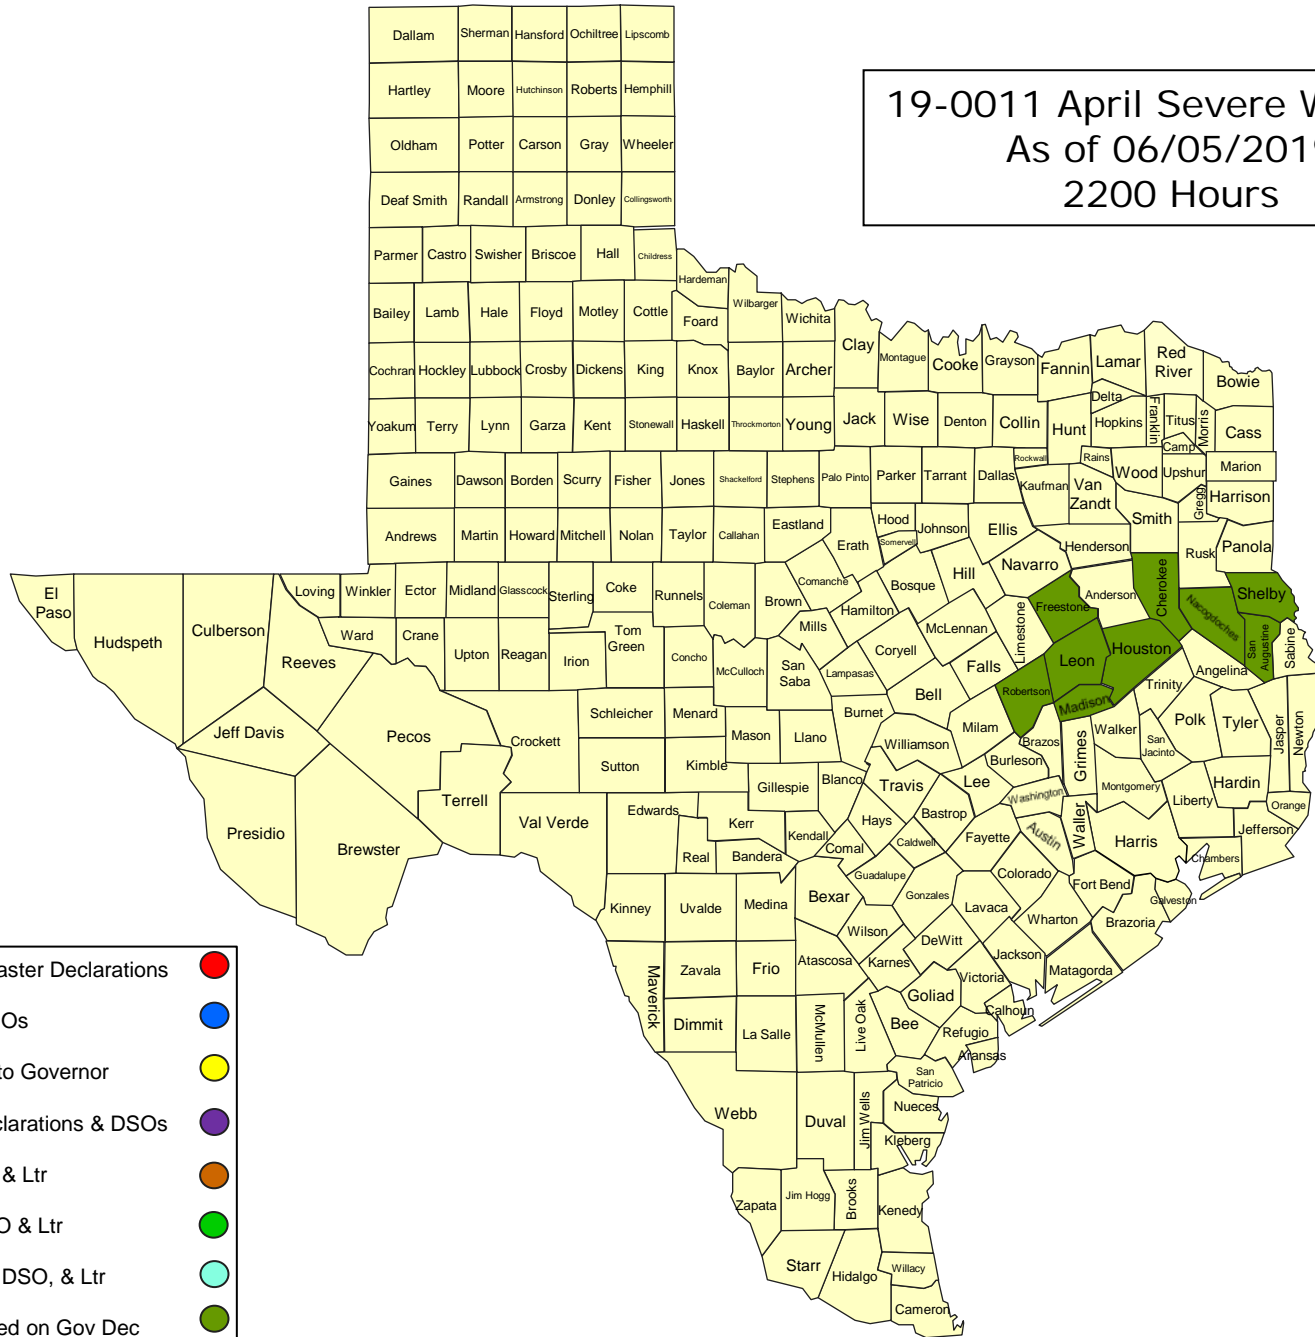 Dallam Sherman Hansford Ochiltree Lipscomb
Hartley Moore Hutchinson Roberts Hemphill
19-0011 April Severe
As of 06/05/201
2200 Hours
Oldham Potter Carson Gray Wheeler
Deaf Smith Randall Armstrong Donley Collingsworth
Parmer Castro Swisher Briscoe Hall Childress
Hardeman
Bailey Lamb Hale Floyd Motley Cottle Foard Wilbarger Wichita
Clay Montague Cooke Grayson Fannin Lamar Red
River Bowie
Cochran Hockley Lubbock Crosby Dickens King Knox Baylor Archer
Delta
Yoakum Terry Lynn Garza Kent Stonewall Haskell Throckmorton Young Jack Wise Denton Collin Hunt Hopkins Franklin Titus Morris Cass
Camp
Rockwall Rains
Gaines Dawson Borden Scurry Fisher Jones Shackelford Stephens Palo Pinto Parker Tarrant Dallas Kaufman Van
Zandt Wood Upshur Marion
Gregg Harrison
Andrews Martin Howard Mitchell Nolan Taylor Callahan Eastland Erath Hood Somervell Johnson Ellis Henderson Smith Rusk Panola
El
Paso Hudspeth Culberson Loving Winkler Ector Midland Glasscock Sterling Coke Runnels Coleman Brown Comanche Hamilton Bosque Hill Navarro Freestone Anderson Cherokee Nacogdoches Shelby
Reeves Ward Crane Upton Reagan Irion Tom
Green Concho McCulloch San
Saba Mills Lampasas Coryell McLennan Limestone Falls Leon Houston Angelina San
Augustine Sabine
Jeff Davis Pecos Crockett Schleicher Menard Mason Llano Burnet Bell Milam Robertson Madison Trinity
Walker San
Jacinto Polk Tyler Jasper Newton
Presidio Brewster Terrell Val Verde Sutton Kimble Gillespie Blanco Williamson Travis Burleson Brazos Grimes
Lee Washington Montgomery Liberty Hardin Orange
Edwards Kerr Kendall Hays Bastrop Fayette Austin Waller Harris Jefferson Chambers
Real Bandera Comal Caldwell
Kinney Uvalde Medina Bexar Guadalupe Gonzales Lavaca Colorado Fort Bend Galveston
Wharton Brazoria
Maverick Zavala Frio Atascosa Wilson Karnes DeWitt Jackson Matagorda
Victoria
Dimmit La Salle McMullen Live Oak Bee Goliad Calhoun
Refugio
Aransas
San
Patricio
Webb Duval Jim Wells Nueces
Kleberg
Zapata Jim Hogg Brooks Kenedy
Starr Hidalgo Willacy
Cameron
Declarations
to Governor
& DSOs
& Ltr
& Ltr
DSO, & Ltr
on Gov Dec